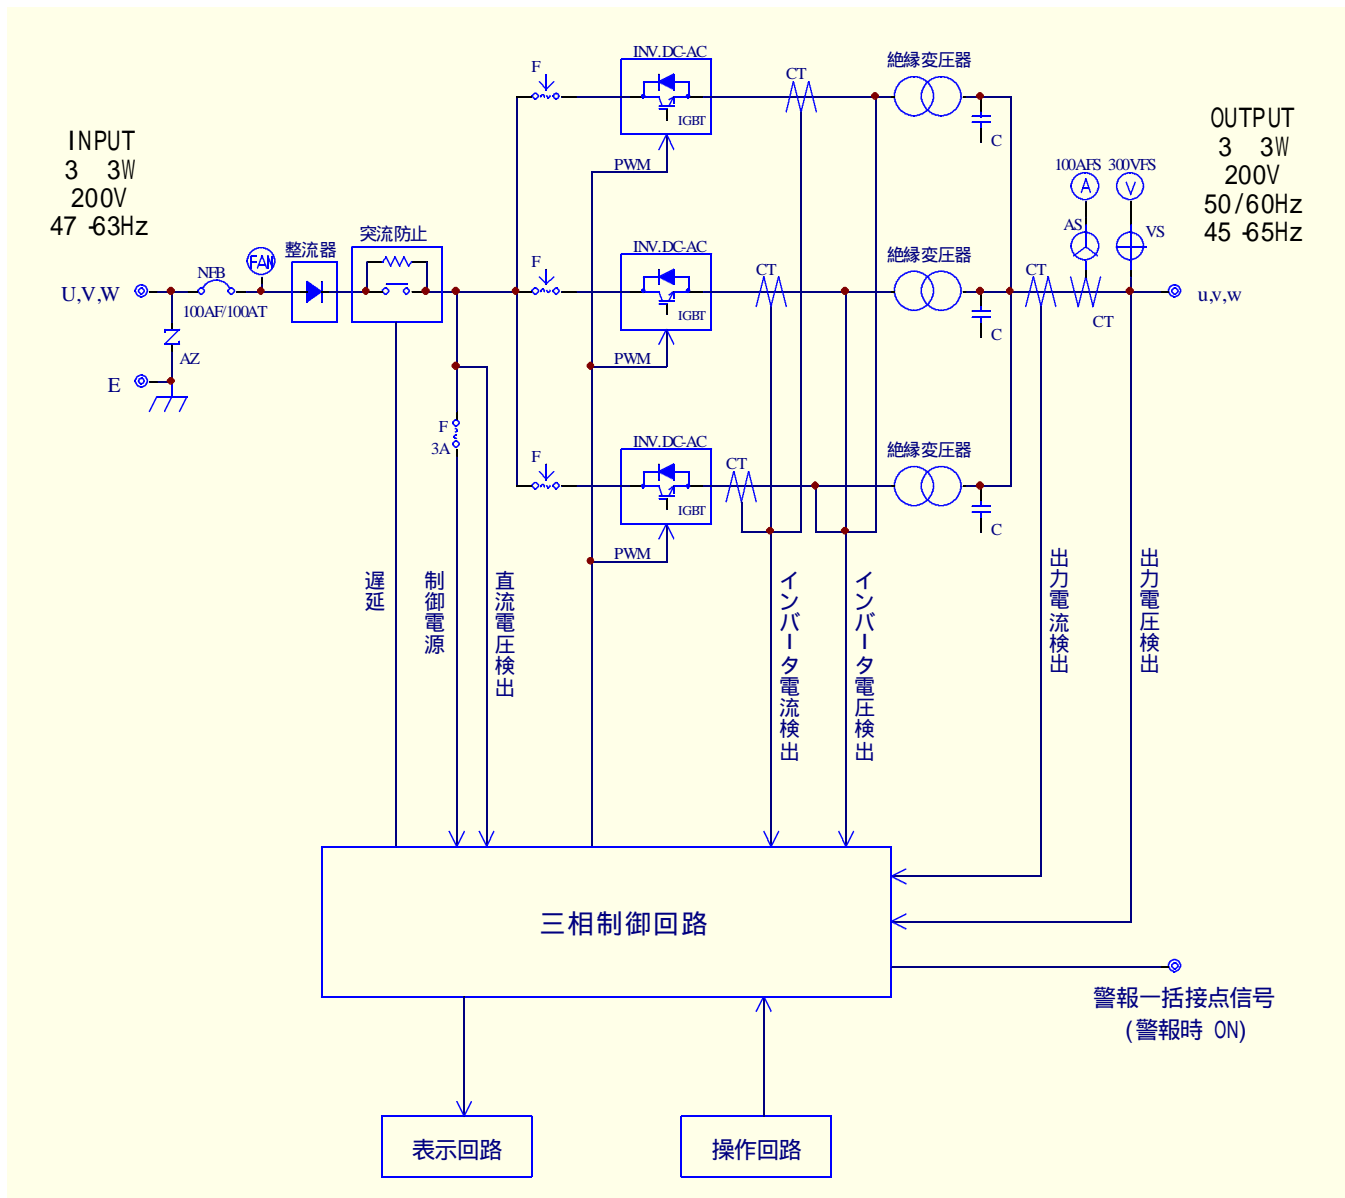 INPUT
3 3W
200V
47 -63Hz
OUTPUT
3 3W
200V
50/60Hz
45 -65Hz
INV.DC-AC
F
IGBT
PWM
CT
絶縁変圧器
C
100AFS
300VFS
A
V
AS
VS
整流器
突流防止
FAN
NFB
100AF/100AT
U,V,W
AZ
E
F
INV.DC-AC
IGBT
PWM
CT
絶縁変圧器
C
CT
CT
u,v,w
F
3A
F
INV.DC-AC
IGBT
PWM
CT
絶縁変圧器
C
遅延
制御電源
直流電圧検出
インバータ電流検出
インバータ電圧検出
出力電流検出
出力電圧検出
三相制御回路
警報一括接点信号
(警報時 ON)
表示回路
操作回路